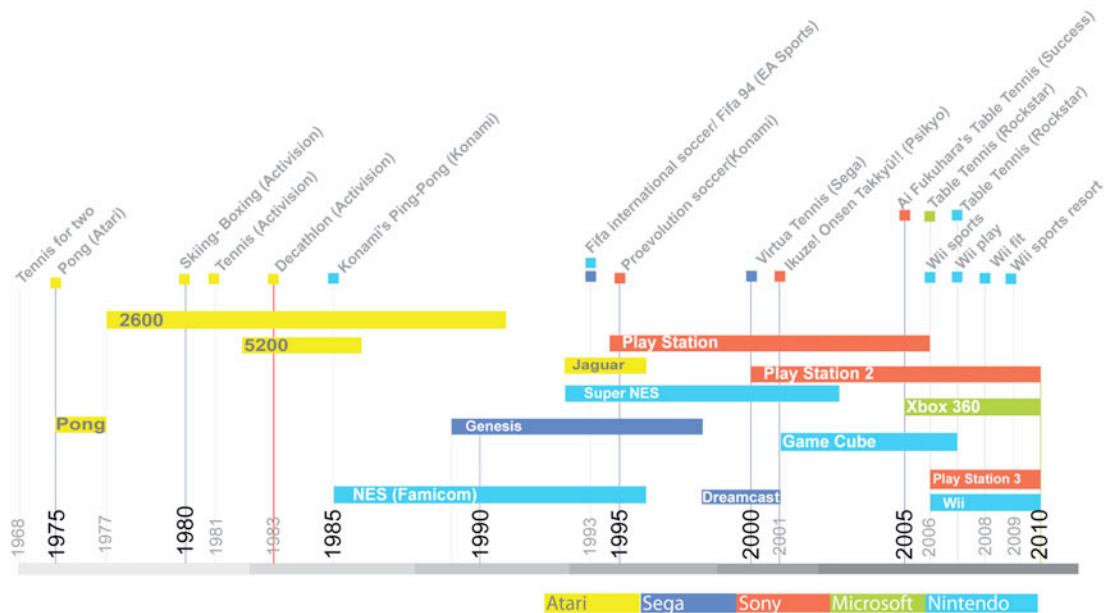 Tennis for two
Pong (Atari)
Skiing- Boxing (Activision)
Tennis (Activision)
Decathlon (Activision)
Konami's Ping-Pong (Konami)
Fifa international soccer/ Fifa 94 (EA Sports)
Proevolution soccer(Konami)
Virtua Tennis (Sega)
Ikuze! Onsen Takkyū!! (Psikyo)
Ai Fukuhara's Table Tennis (Success)
Table Tennis (Rockstar)
Table Tennis (Rockstar)
Wii sports
Wii play
Wii fit
Wii sports resort
2600
5200
Play Station
Jaguar
Play Station 2
Super NES
Xbox 360
Pong
Genesis
Game Cube
Play Station 3
NES (Famicom)
Dreamcast
Wii
1968
1975
1977
1980
1981
1983
1985
1990
1993
1995
2000
2001
2005
2006
2008
2009
2010
Atari
Sega
Sony
Microsoft
Nintendo